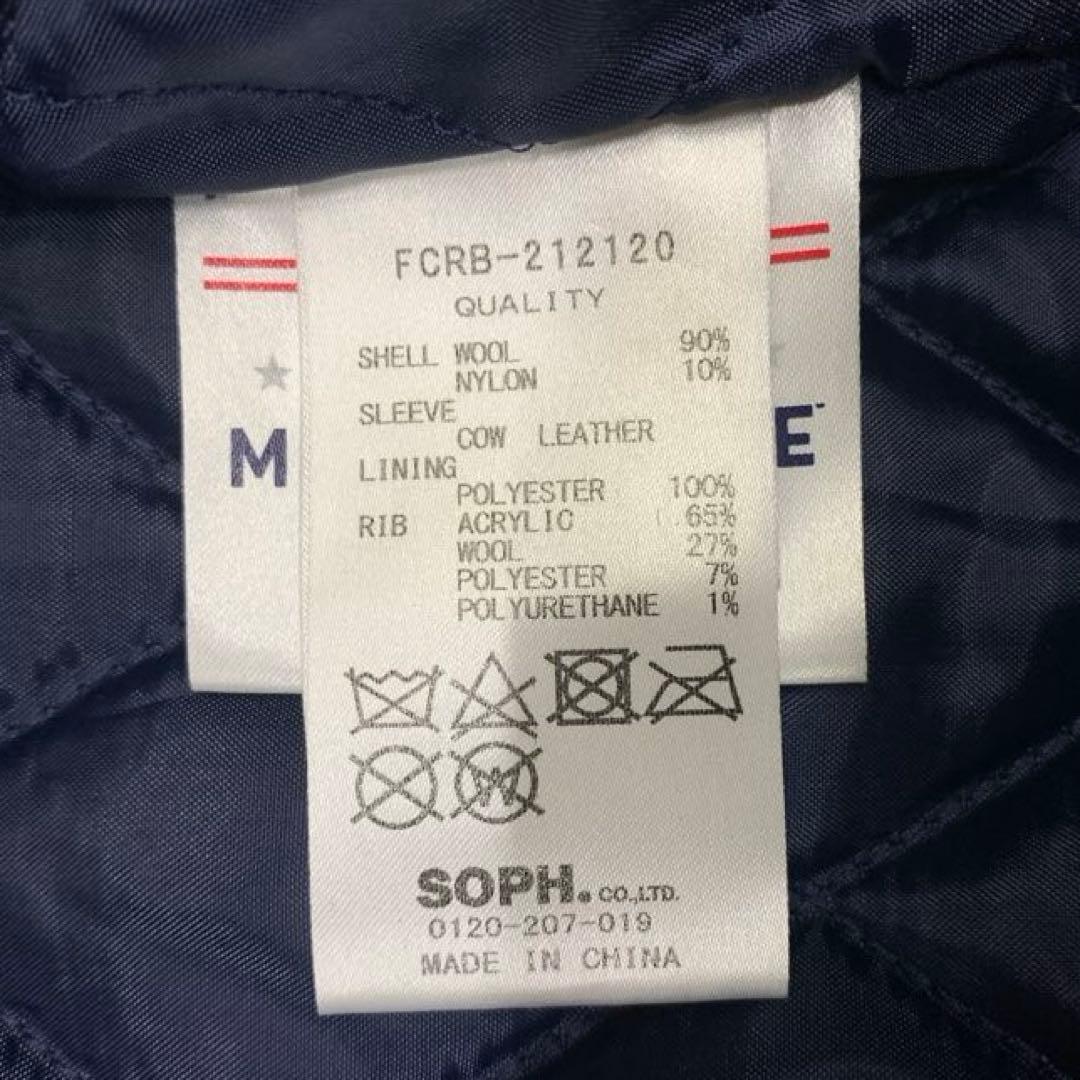 FCRB-212120
QUALITY
SHELL WOOL 90%
NYLON 10%
SLEEVE
COW LEATHER
LINING
POLYESTER 100%
RIB ACRYLIC 65%
WOOL 27%
POLYESTER 7%
POLYURETHANE 1%
W
SOPH. CO.,LTD.
0120-207-019
MADE IN CHINA
M
E